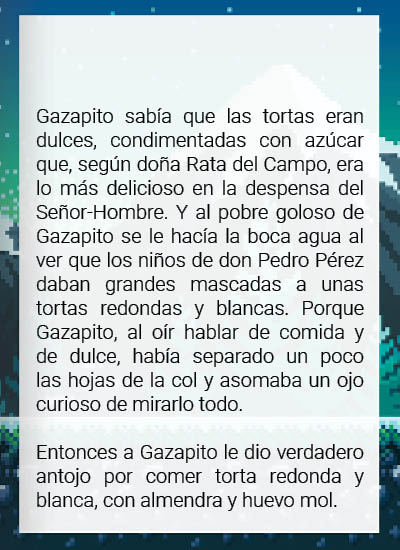 Gazapito sabía que las tortas eran
dulces, condimentadas con azúcar
que, según doña Rata del Campo, era
lo más delicioso en la despensa del
Señor-Hombre. Y al pobre goloso de
Gazapito se le hacía la boca agua al
ver que los niños de don Pedro Pérez
daban grandes mascadas a unas
tortas redondas y blancas. Porque
Gazapito, al oír hablar de comida y
de dulce, había separado un poco
las hojas de la col y asomaba un ojo
curioso de mirarlo todo.
Entonces a Gazapito le dio verdadero
antojo por comer torta redonda y
blanca, con almendra y huevo mol.